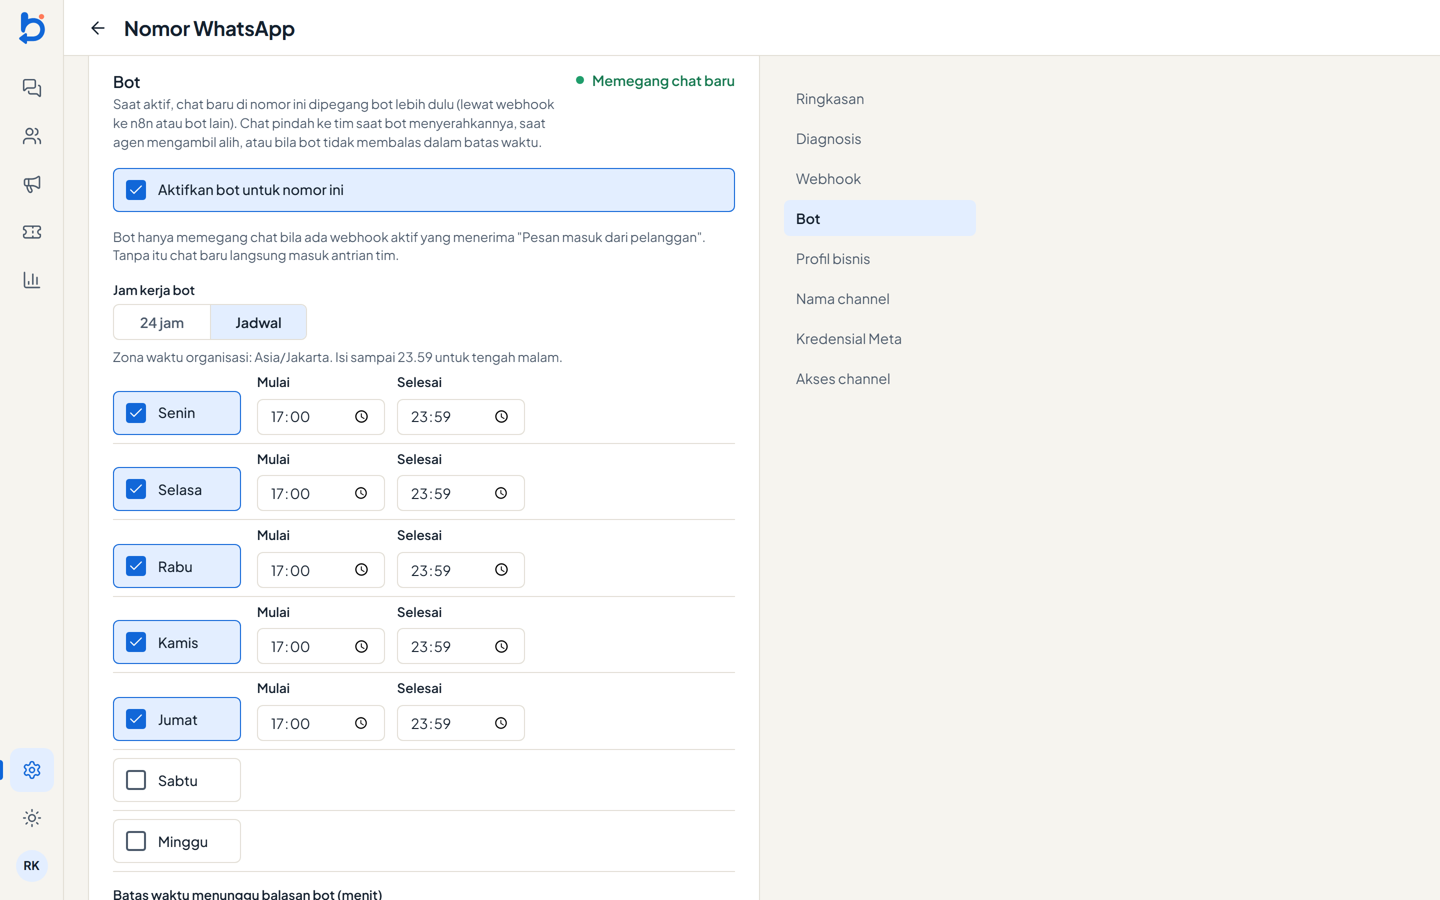 Nomor WhatsApp
Bot
Memegang chat baru
Saat aktif, chat baru di nomor ini dipegang bot lebih dulu (lewat webhook
ke n8n atau bot lain). Chat pindah ke tim saat bot menyerahkannya, saat
agen mengambil alih, atau bila bot tidak membalas dalam batas waktu.
Aktifkan bot untuk nomor ini
Bot hanya memegang chat bila ada webhook aktif yang menerima "Pesan masuk dari pelanggan".
Tanpa itu chat baru langsung masuk antrian tim.
Jam kerja bot
24 jam
Jadwal
Zona waktu organisasi: Asia/Jakarta. Isi sampai 23.59 untuk tengah malam.
Mulai
Selesai
Senin
17:00
23:59
Mulai
Selesai
Selasa
17:00
23:59
Mulai
Selesai
Rabu
17:00
23:59
Mulai
Selesai
Kamis
17:00
23:59
Mulai
Selesai
Jumat
17:00
23:59
Sabtu
Minggu
Batas waktu menunggu balasan bot (menit)
Ringkasan
Diagnosis
Webhook
Bot
Profil bisnis
Nama channel
Kredensial Meta
Akses channel
RK